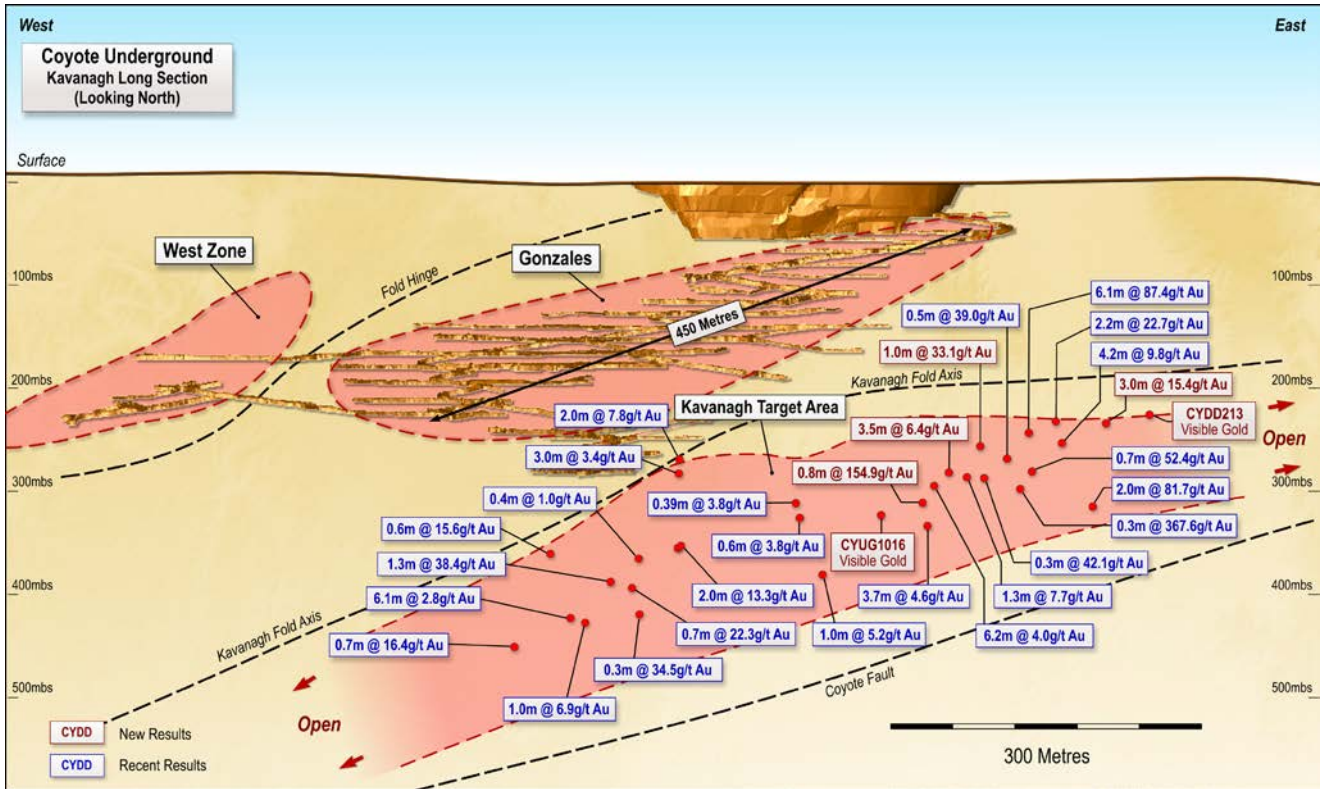 West
East
Coyote Underground
Kavanagh Long Section
(Looking North)
Surface
West Zone
Fold Hinge
Gonzales
450 Metres
100mbs
100mbs
6.1m @ 87.4g/t Au
0.5m @ 39.0g/t Au
2.2m @ 22.7g/t Au
1.0m @ 33.1g/t Au
4.2m @ 9.8g/t Au
200mbs
Kavanagh Fold Axis
3.0m @ 15.4g/t Au
200mbs
2.0m @ 7.8g/t Au
Kavanagh Target Area
CYDD213
Visible Gold
Open
3.5m @ 6.4g/t Au
3.0m @ 3.4g/t Au
0.7m @ 52.4g/t Au
0.8m @ 154.9g/t Au
300mbs
2.0m @ 81.7g/t Au
300mbs
0.4m @ 1.0g/t Au
0.39m @ 3.8g/t Au
0.6m @ 15.6g/t Au
0.3m @ 367.6g/t Au
0.6m @ 3.8g/t Au
CYUG1016
Visible Gold
1.3m @ 38.4g/t Au
0.3m @ 42.1g/t Au
400mbs
6.1m @ 2.8g/t Au
2.0m @ 13.3g/t Au
3.7m @ 4.6g/t Au
1.3m @ 7.7g/t Au
400mbs
Kavanagh Fold Axis
0.7m @ 16.4g/t Au
0.7m @ 22.3g/t Au
1.0m @ 5.2g/t Au
6.2m @ 4.0g/t Au
0.3m @ 34.5g/t Au
Coyote Fault
500mbs
1.0m @ 6.9g/t Au
500mbs
Open
CYDD New Results
CYDD Recent Results
300 Metres